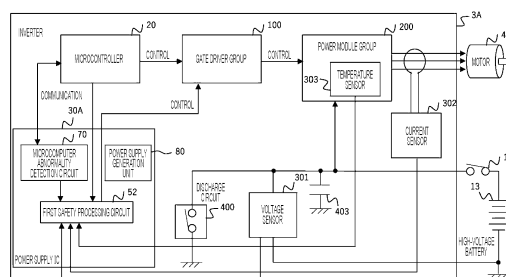 INVERTER
20
100
200
3A
4
MICROCONTROLLER
CONTROL
GATE DRIVER GROUP
CONTROL
POWER MODULE GROUP
303
TEMPERATURE
SENSOR
MOTOR
COMMUNICATION
CONTROL
302
CURRENT
SENSOR
30A
70
MICROCOMPUTER
ABNORMALITY
DETECTION CIRCUIT
POWER SUPPLY
GENERATION
UNIT
80
52
FIRST SAFETY PROCESSING CIRCUIT
POWER SUPPLY IC
DISCHARGE
CIRCUIT
400
301
VOLTAGE
SENSOR
403
1
13
HIGH-VOLTAGE
BATTERY